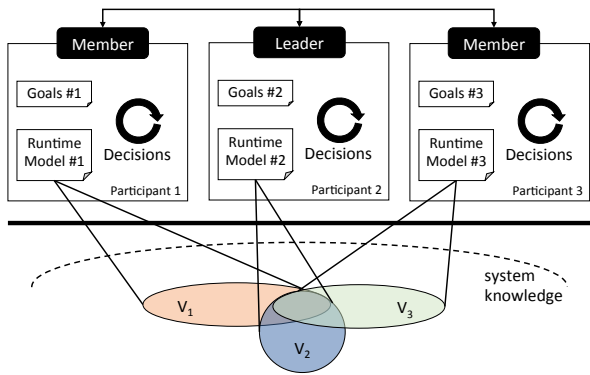 Member
Leader
Member
Goals #1
Runtime
Model #1
Decisions
Participant 1
Goals #2
Runtime
Model #2
Decisions
Participant 2
Goals #3
Runtime
Model #3
Decisions
Participant 3
system
knowledge
V1
V2
V3